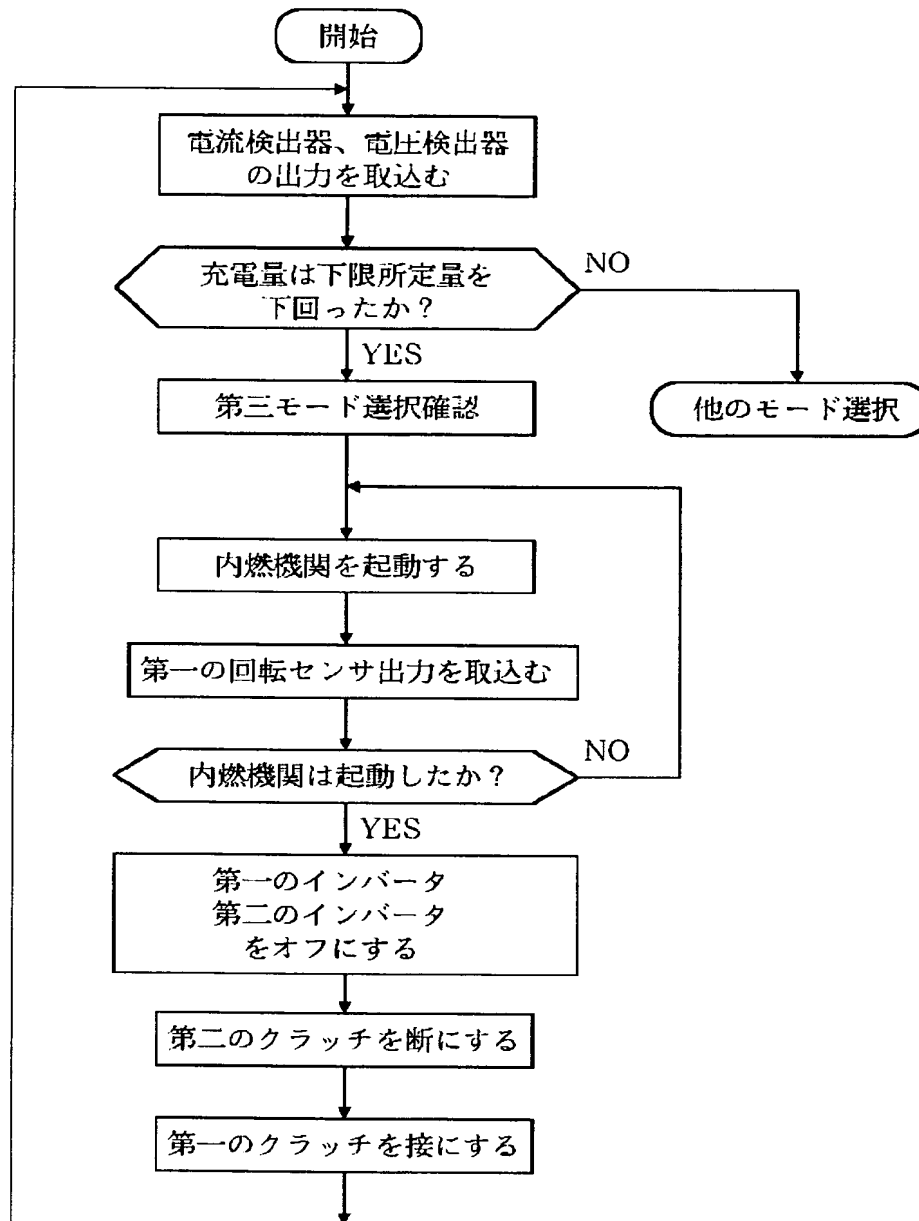 開始
電流検出器、電圧検出器
の出力を取込む
充電量は下限所定量を
下回ったか？
NO
YES
第三モード選択確認
他のモード選択
内燃機関を起動する
第一の回転センサ出力を取込む
内燃機関は起動したか？
NO
YES
第一のインバータ
第二のインバータ
をオフにする
第二のクラッチを断にする
第一のクラッチを接にする